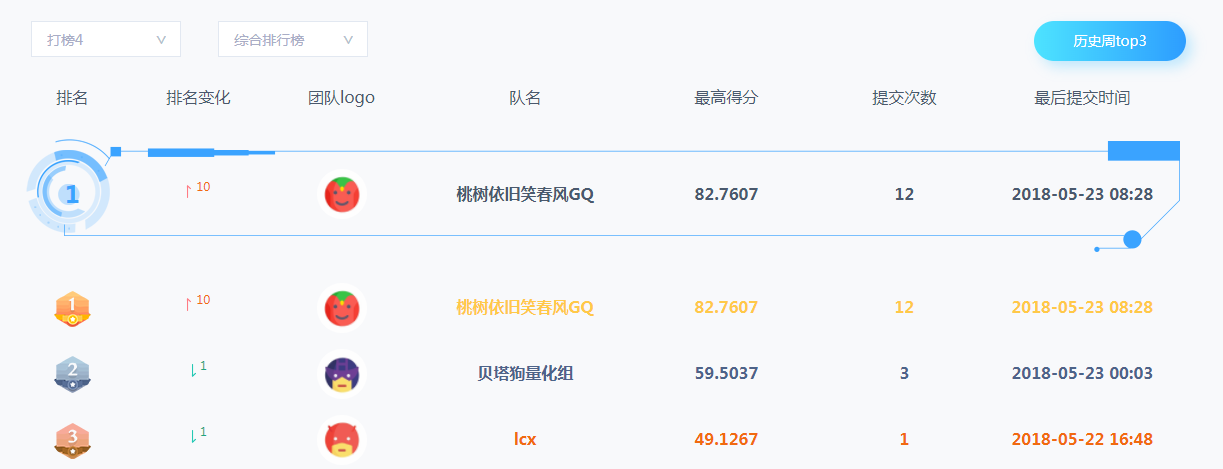 打榜4 综合排行榜 历史周top3
排名 排名变化 团队logo 队名 最高得分 提交次数 最后提交时间
1 10 桃树依旧笑春风GQ 82.7607 12 2018-05-23 08:28
1 10 桃树依旧笑春风GQ 82.7607 12 2018-05-23 08:28
2 1 贝塔狗量化组 59.5037 3 2018-05-23 00:03
3 1 lcx 49.1267 1 2018-05-22 16:48